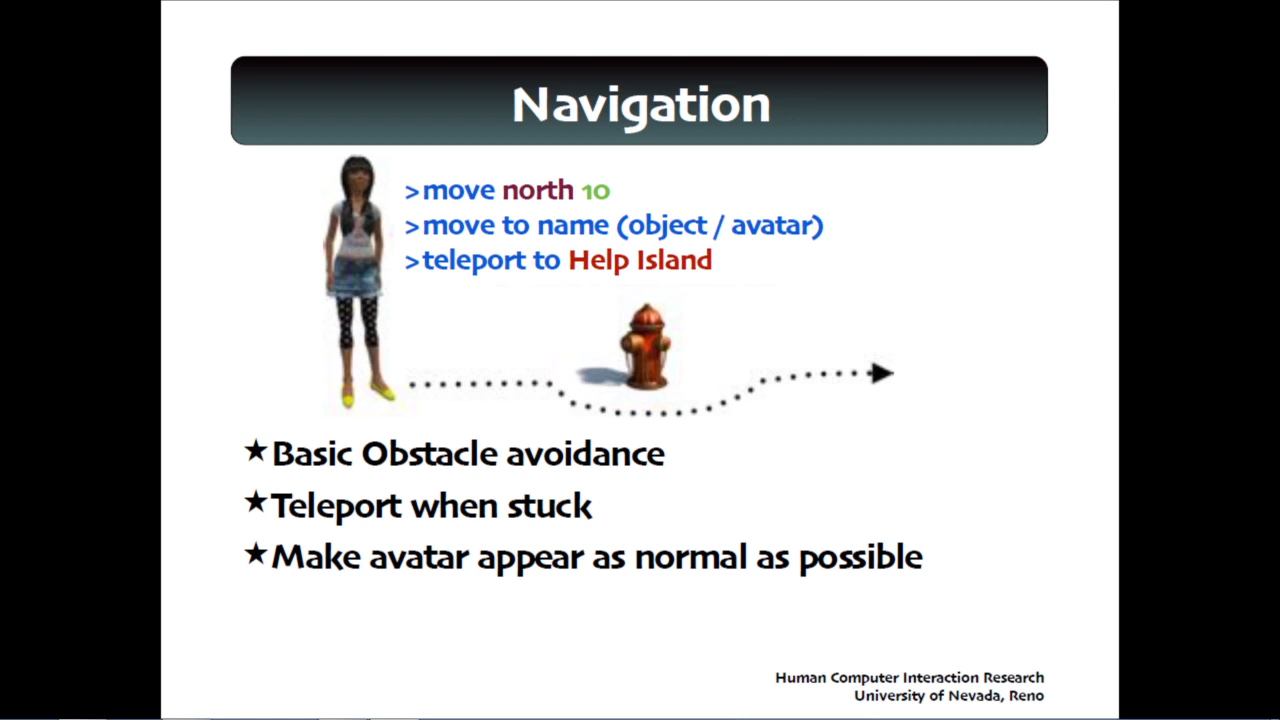 Navigation
>move north 10
>move to name (object / avatar)
>teleport to Help Island
★Basic Obstacle avoidance
★Teleport when stuck
★Make avatar appear as normal as possible
Human Computer Interaction Research
University of Nevada, Reno